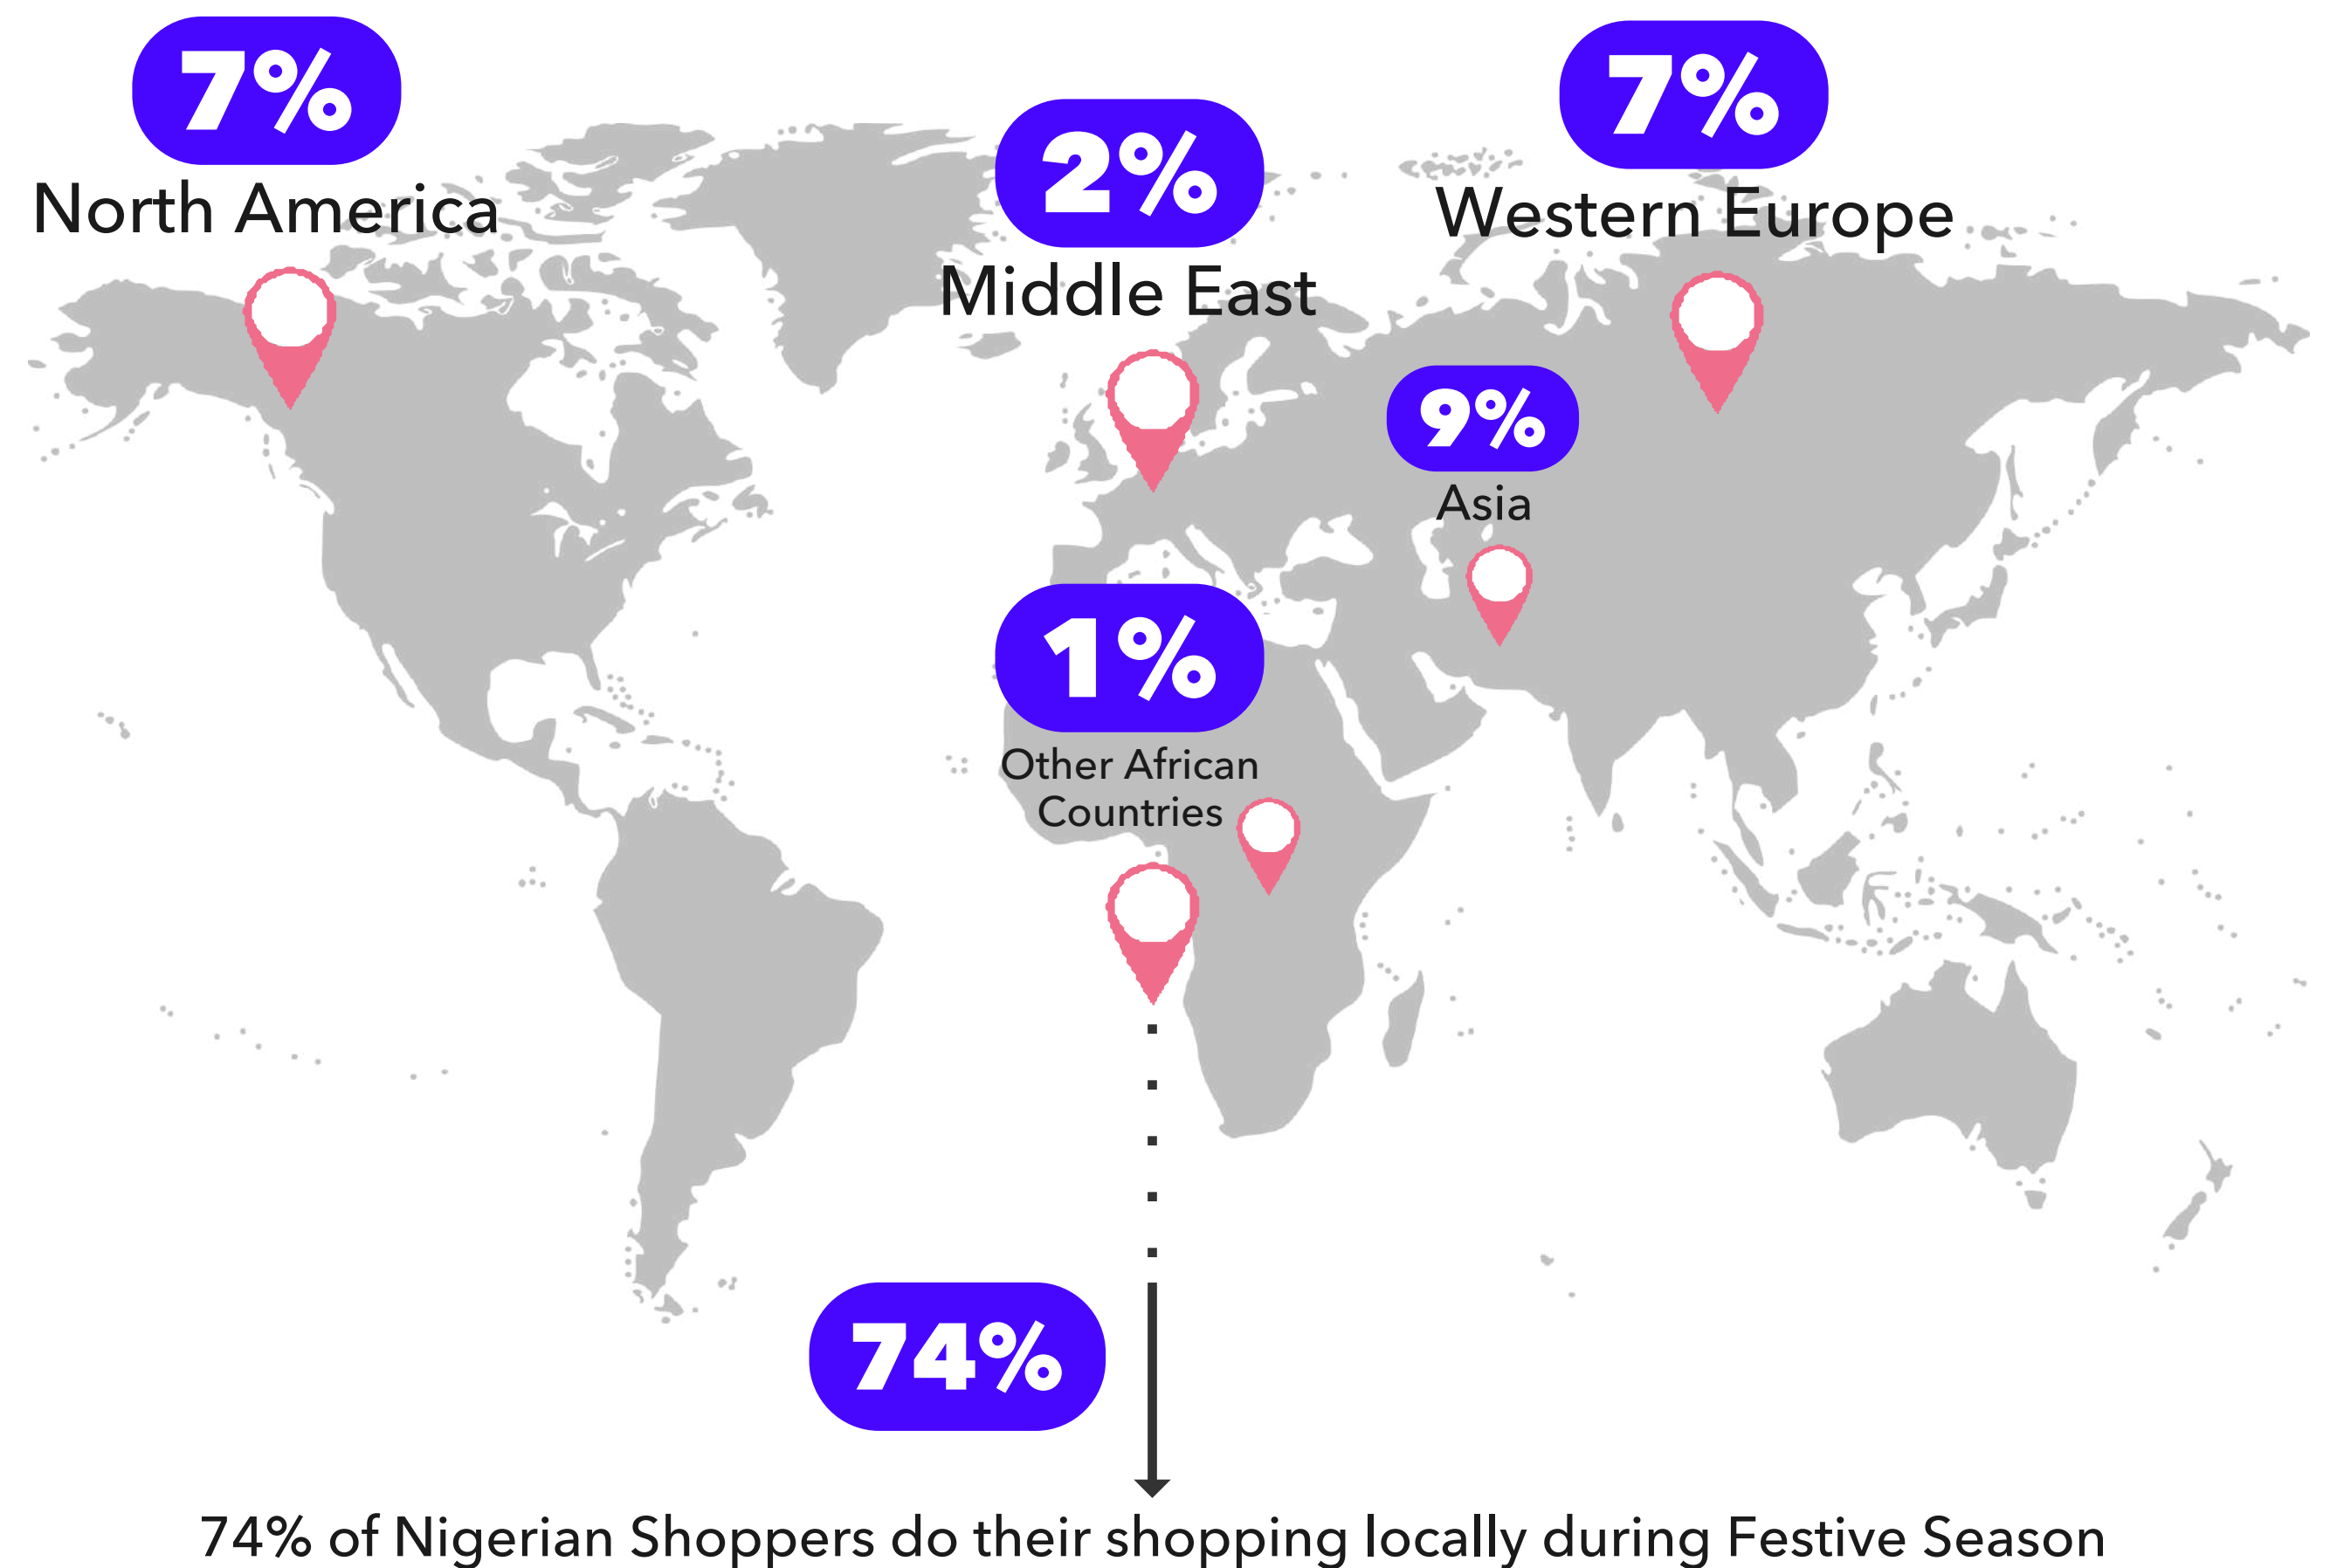 7%
North America
2%
Middle East
7%
Western Europe
9%
Asia
1%
Other African
Countries
74%
74% of Nigerian Shoppers do their shopping locally during Festive Season